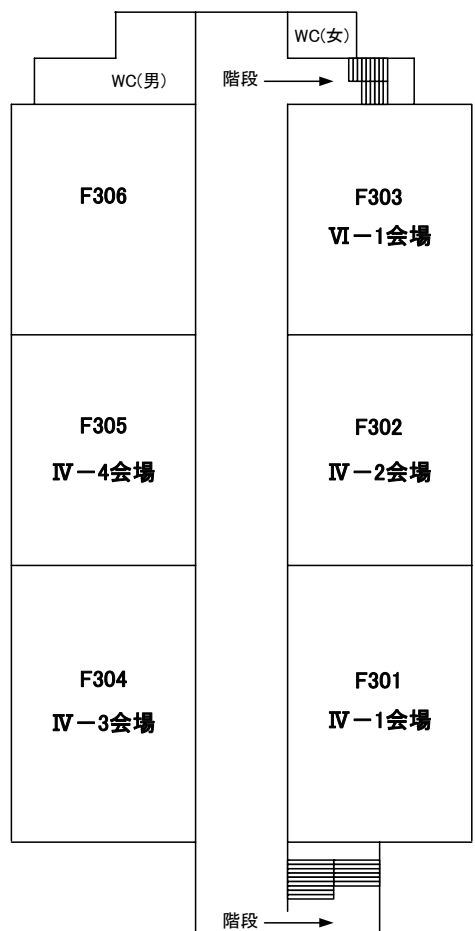 WC(女)
WC(男)
階段
F306
F303
Ⅵ－1会場
F305
Ⅳ－4会場
F302
Ⅳ－2会場
F304
Ⅳ－3会場
F301
Ⅳ－1会場
階段